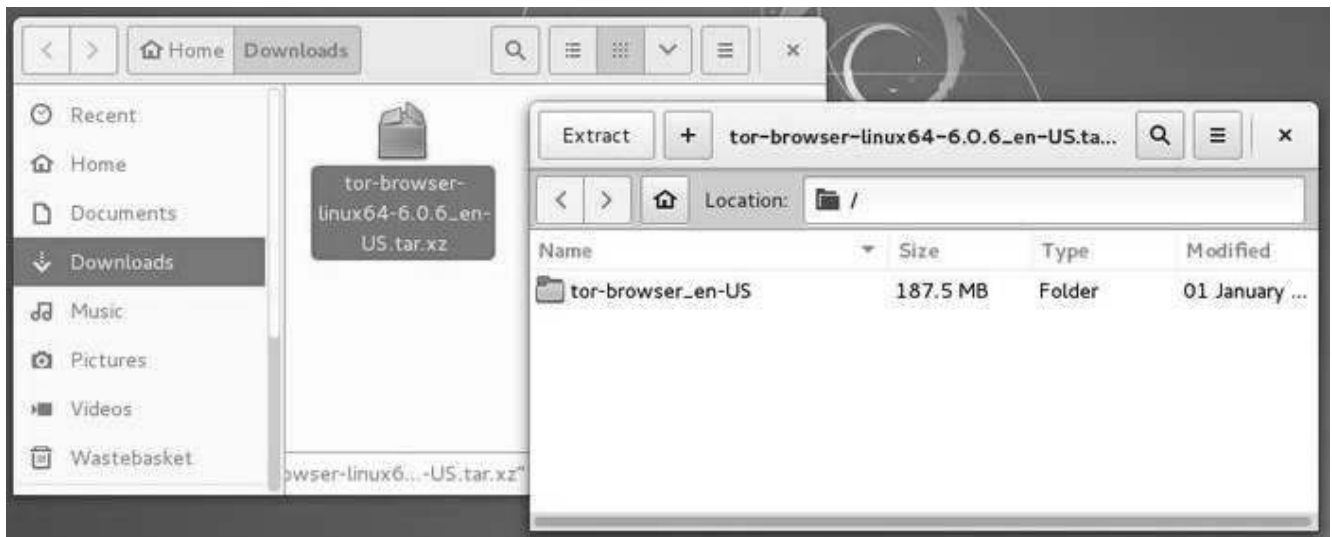 Home Downloads
Recent
Home
Documents
Downloads
Music
Pictures
Videos
Wastebasket
tor-browser-
linux64-6.0.6_en-
US.tar.xz
owser-linux6...-US.tar.xz"
Extract + tor-browser-linux64-6.0.6_en-US.ta...
Location: /
Name Size Type Modified
tor-browser_en-US 187.5 MB Folder 01 January ...